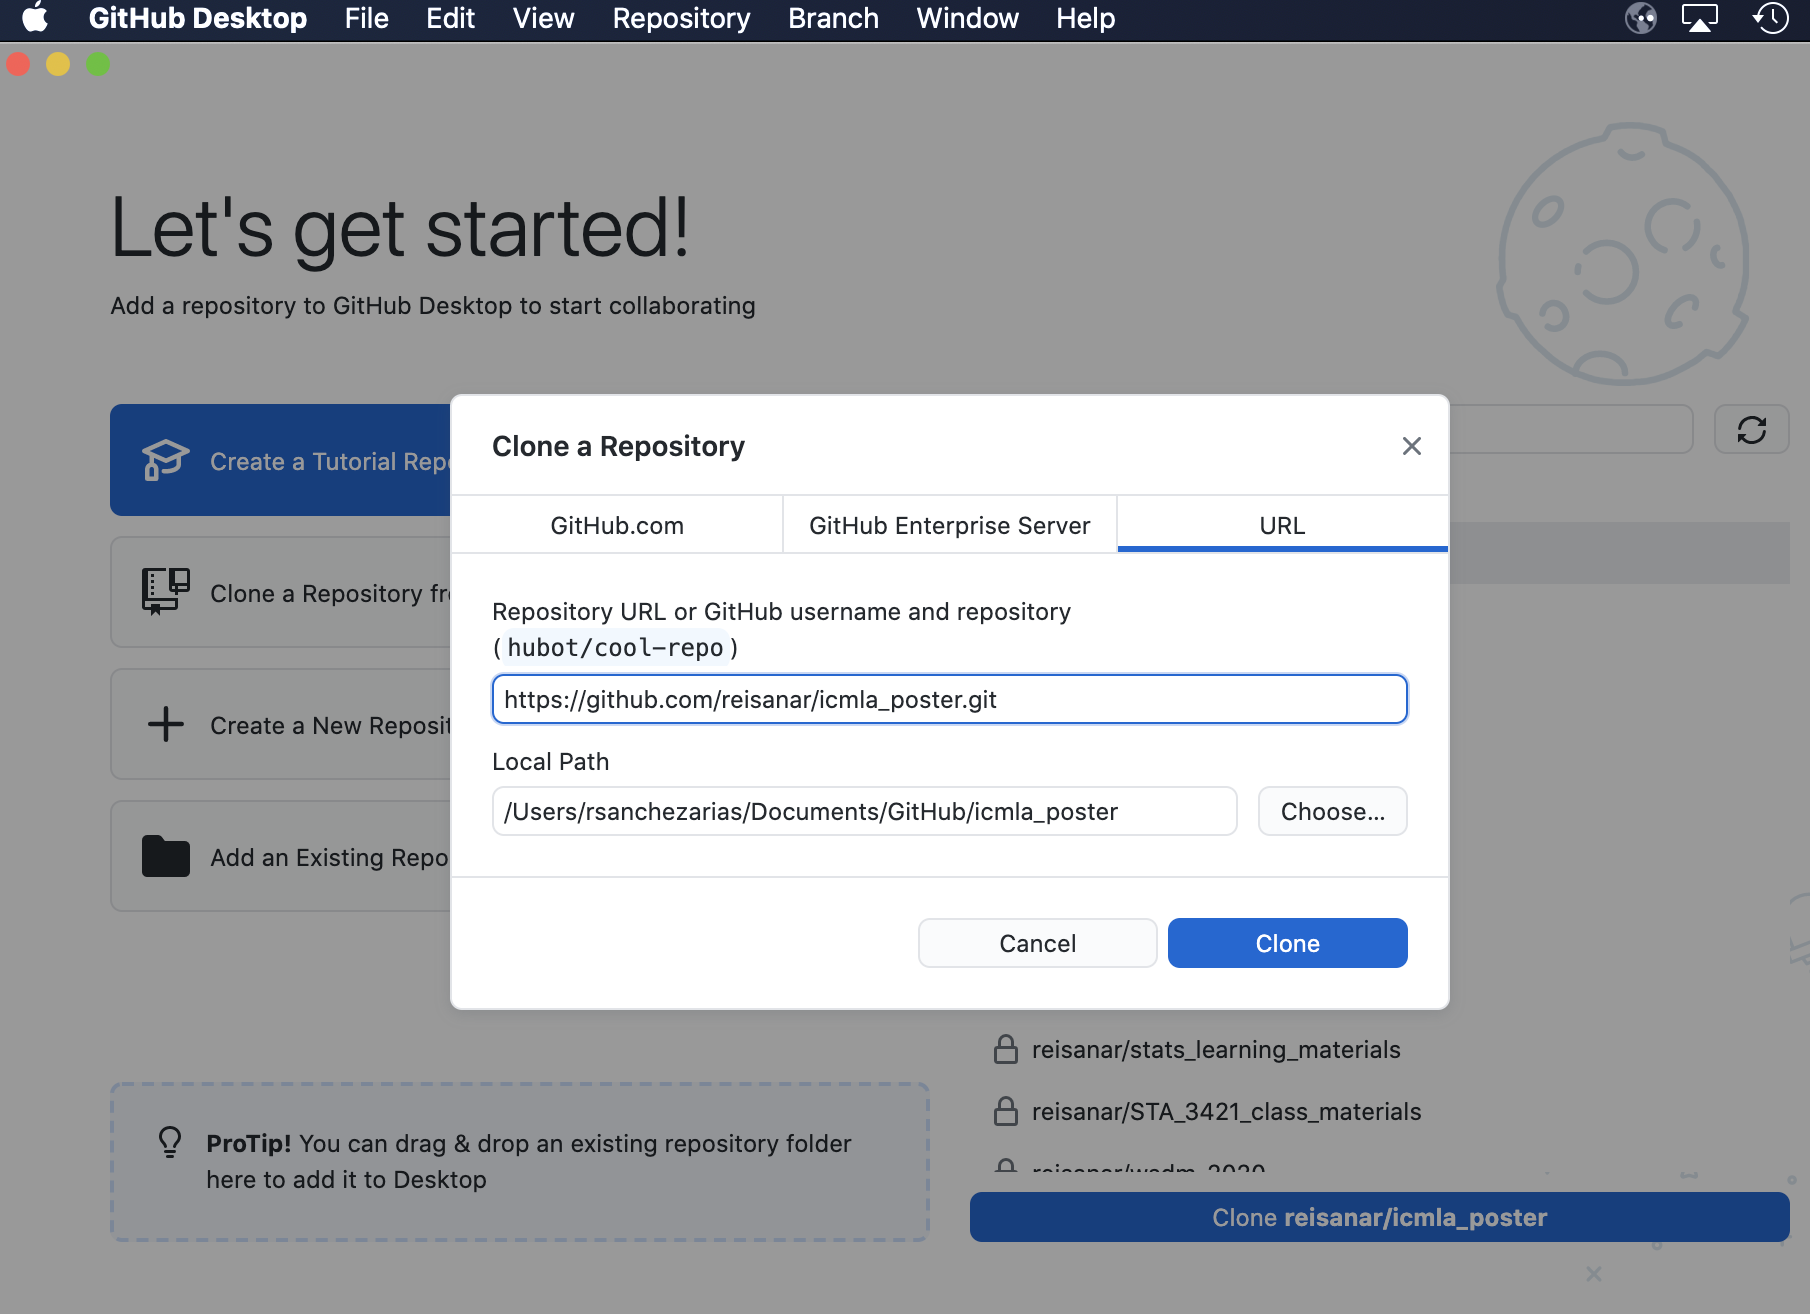 GitHub Desktop File Edit View Repository Branch Window Help
Let's get started!
Add a repository to GitHub Desktop to start collaborating
Create a Tutorial Rep
Clone a Repository
Create a New
Add an Existing Repo
Clone a Repository
GitHub.com GitHub Enterprise Server URL
Repository URL or GitHub username and repository
(hubot/cool-repo)
https://github.com/reisanar/icmla_poster.git
Local Path
/Users/rsanchezarias/Documents/GitHub/icmla_poster Choose...
Cancel Clone
reisanar/stats_learning_materials
reisanar/STA_3421_class_materials
ProTip! You can drag & drop an existing repository folder
here to add it to Desktop
Clone reisanar/icmla_poster